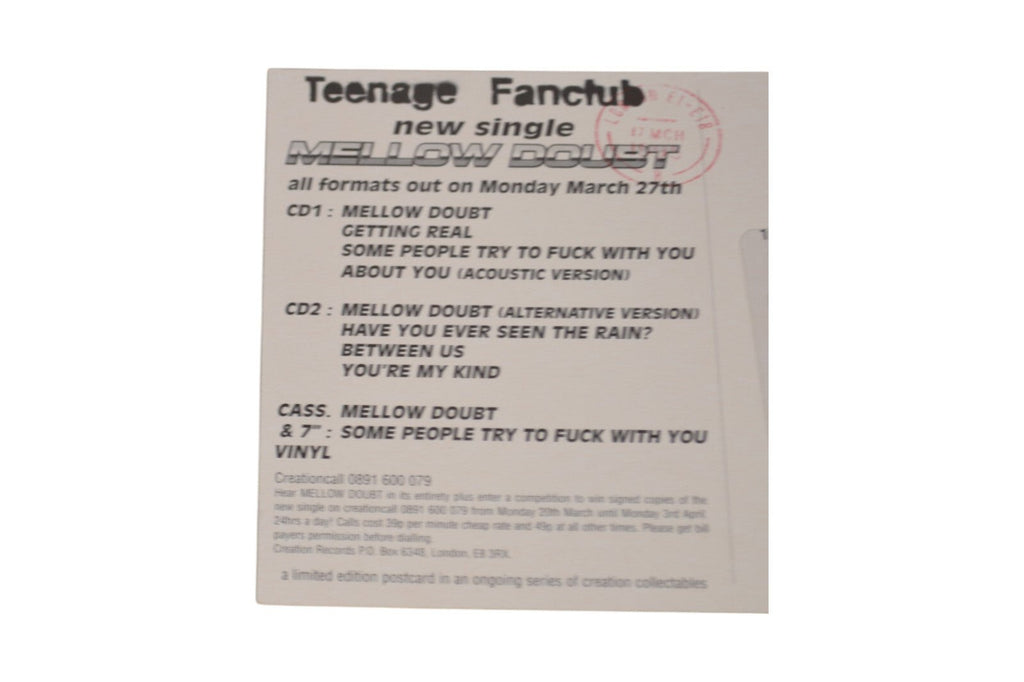 Teenage Fanclub
new single
MELLOW DOUBT
all formats out on Monday March 27th
CD1 : MELLOW DOUBT
GETTING REAL
SOME PEOPLE TRY TO FUCK WITH YOU
ABOUT YOU (ACOUSTIC VERSION)
CD2 : MELLOW DOUBT (ALTERNATIVE VERSION)
HAVE YOU EVER SEEN THE RAIN?
BETWEEN US
YOU'RE MY KIND
CASS. MELLOW DOUBT
& 7" : SOME PEOPLE TRY TO FUCK WITH YOU
VINYL
Creationcall 0891 600 079
Hear MELLOW DOUBT in its entirety plus enter a competition to win signed copies of the
new single on creationcall 0891 600 079 from Monday 20th March until Monday 3rd April,
24hrs a day! Calls cost 39p per minute cheap rate and 49p at all other times. Please get bill
payers permission before dialling.
Creation Records P.O. Box 6348, London, E8 3RX.
a limited edition postcard in an ongoing series of creation collectables
E1-E18
17 MCH